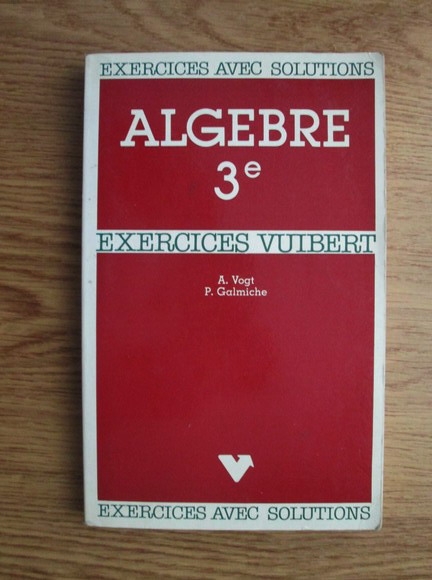 EXERCICES AVEC SOLUTIONS
ALGEBRE
3e
EXERCICES VUIBERT
A. Vogt
P. Galmiche
EXERCICES AVEC SOLUTIONS